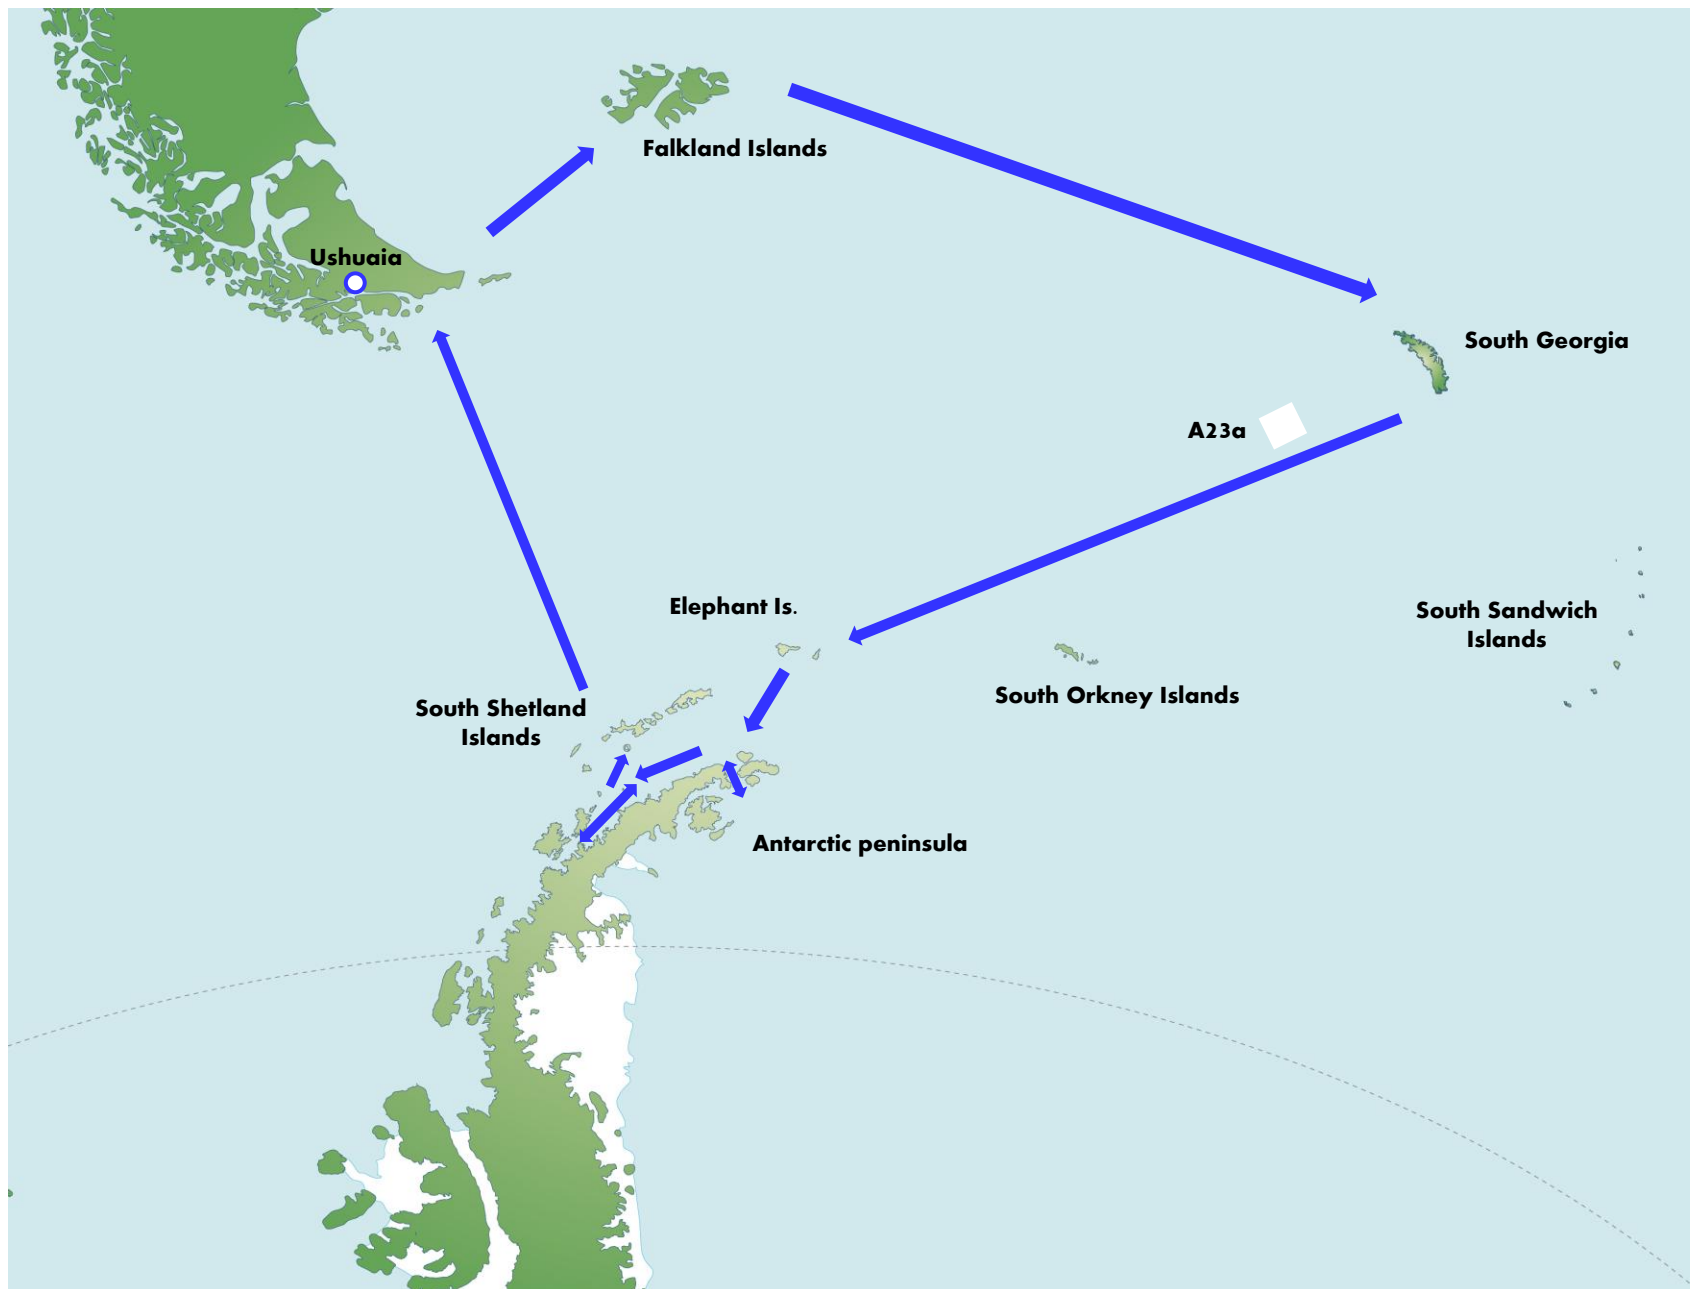 Falkland Islands
Ushuaia
South Georgia
A23a
Elephant Is.
South Sandwich
Islands
South Orkney Islands
South Shetland
Islands
Antarctic peninsula